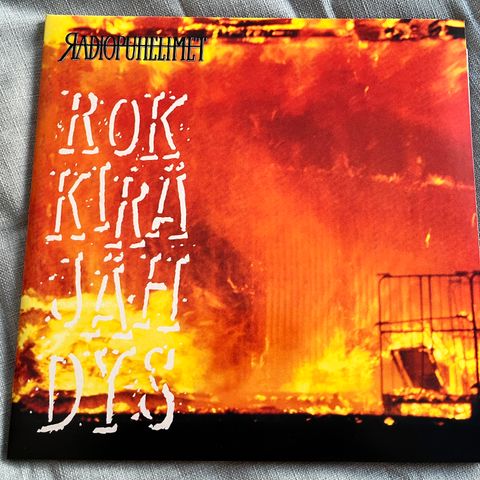 RADIOPUHELIMET
ROK
KIRÄ
JÄH
DYS